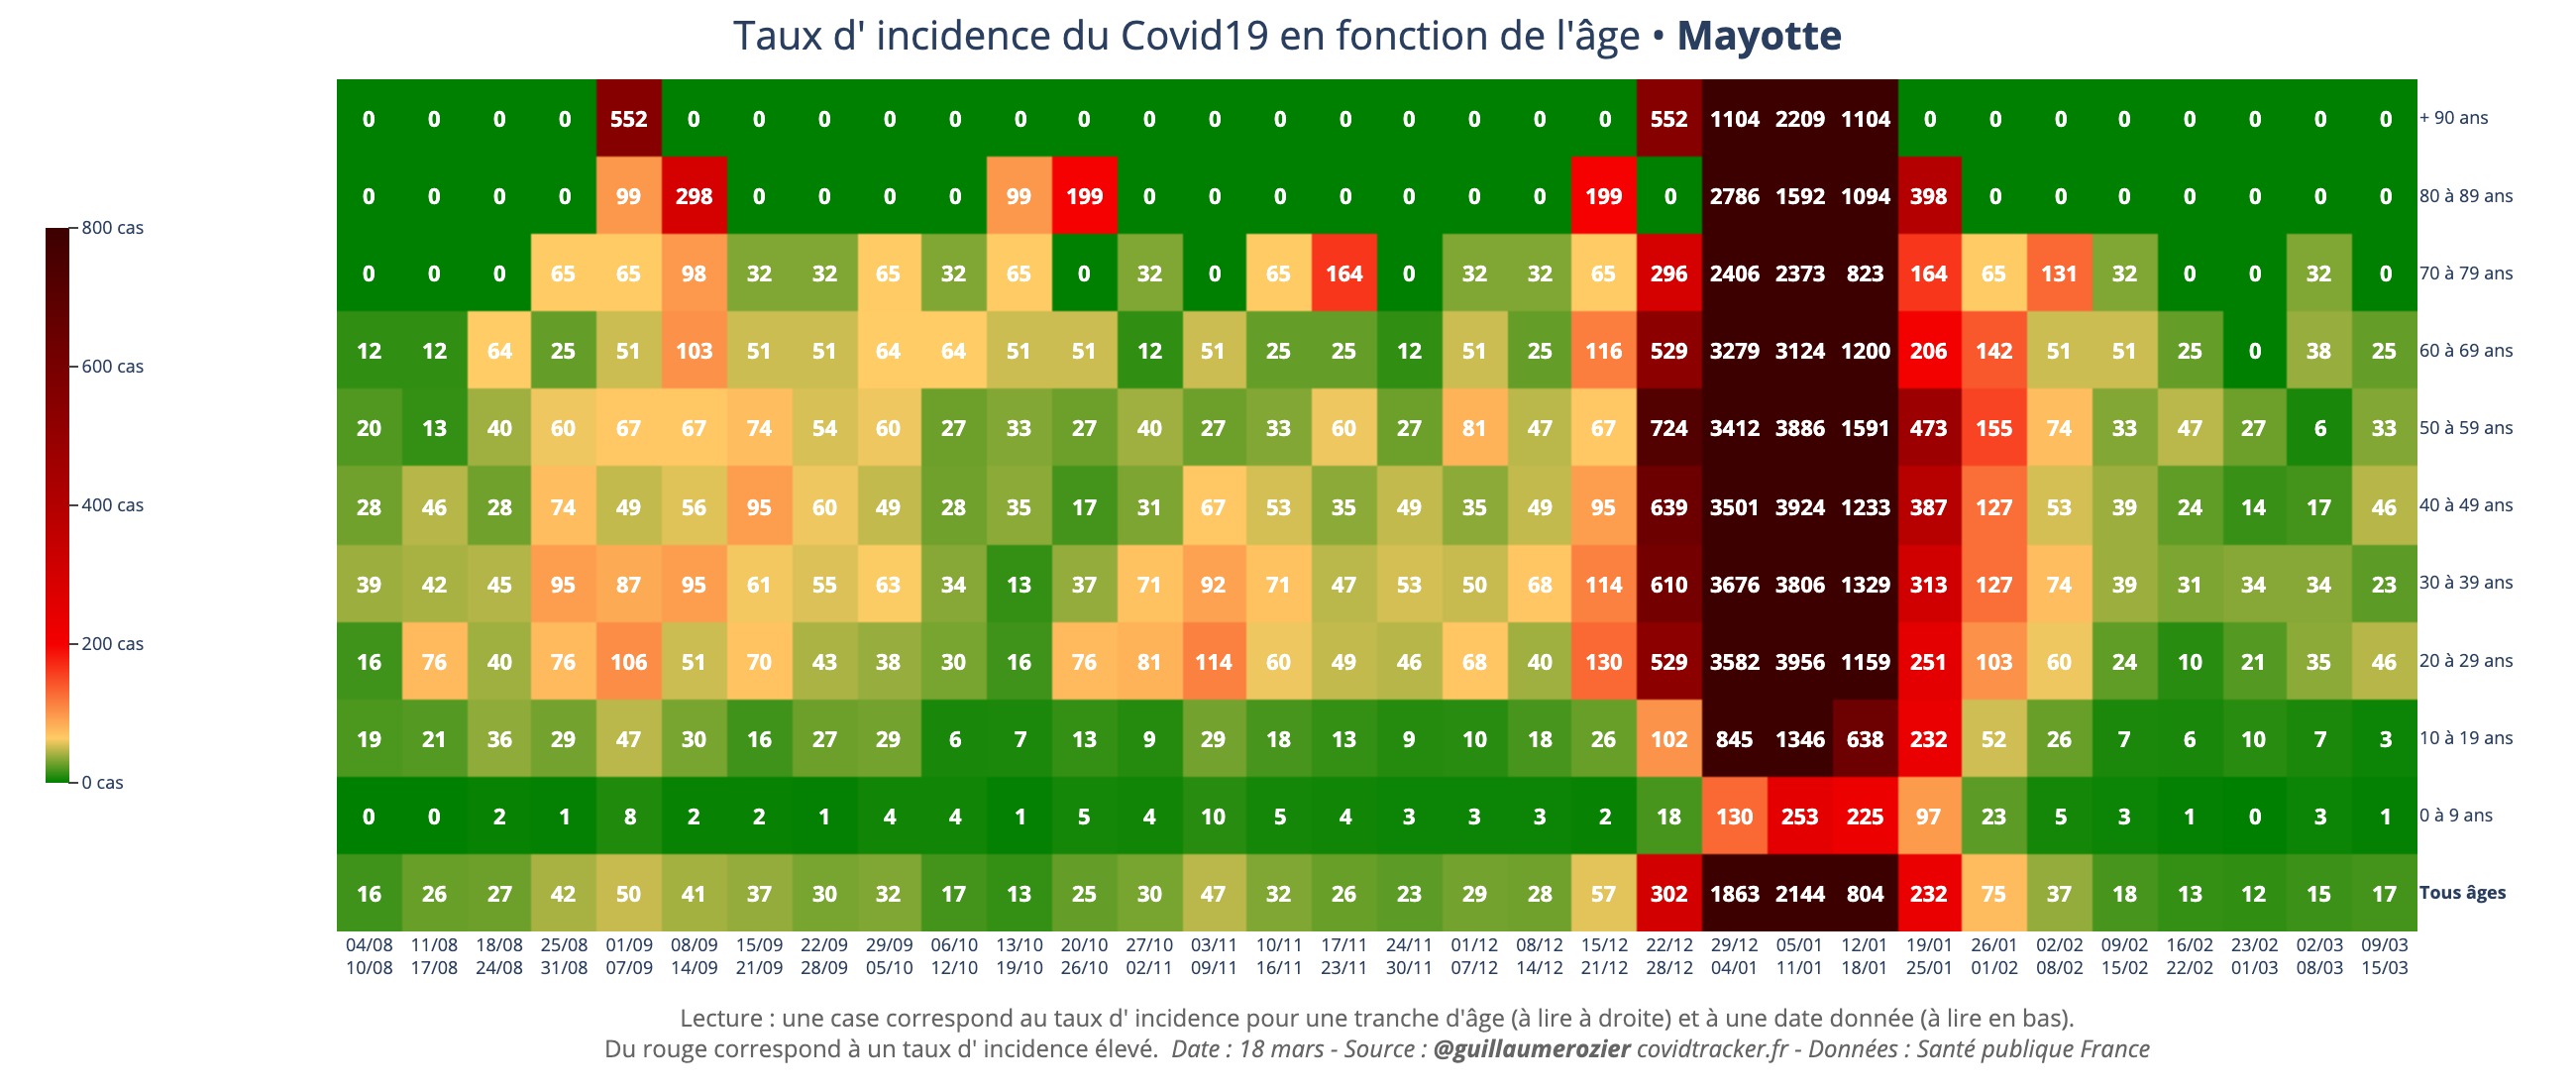 Taux d' incidence du Covid19 en fonction de l'âge • Mayotte
0 0 0 0 552 0 0 0 0 0 0 0 0 0 0 0 0 0 0 0 552 1104 2209 1104 0 0 0 0 0 0 0 0 + 90 ans
0 0 0 0 99 298 0 0 0 0 99 199 0 0 0 0 0 0 0 199 0 2786 1592 1094 398 0 0 0 0 0 0 0 80 à 89 ans
800 cas
0 0 0 65 65 98 32 32 65 32 65 0 32 0 65 164 0 32 32 65 296 2406 2373 823 164 65 131 32 0 0 32 0 70 à 79 ans
12 12 64 25 51 103 51 51 64 64 51 51 12 51 25 25 12 51 25 116 529 3279 3124 1200 206 142 51 51 25 0 38 25 60 à 69 ans
600 cas
20 13 40 60 67 67 74 54 60 27 33 27 40 27 33 60 27 81 47 67 724 3412 3886 1591 473 155 74 33 47 27 6 33 50 à 59 ans
400 cas
28 46 28 74 49 56 95 60 49 28 35 17 31 67 53 35 49 35 49 95 639 3501 3924 1233 387 127 53 39 24 14 17 46 40 à 49 ans
39 42 45 95 87 95 61 55 63 34 13 37 71 92 71 47 53 50 68 114 610 3676 3806 1329 313 127 74 39 31 34 34 23 30 à 39 ans
200 cas
16 76 40 76 106 51 70 43 38 30 16 76 81 114 60 49 46 68 40 130 529 3582 3956 1159 251 103 60 24 10 21 35 46 20 à 29 ans
19 21 36 29 47 30 16 27 29 6 7 13 9 29 18 13 9 10 18 26 102 845 1346 638 232 52 26 7 6 10 7 3 10 à 19 ans
0 cas
0 0 2 1 8 2 2 1 4 4 1 5 4 10 5 4 3 3 3 2 18 130 253 225 97 23 5 3 1 0 3 1 0 à 9 ans
16 26 27 42 50 41 37 30 32 17 13 25 30 47 32 26 23 29 28 57 302 1863 2144 804 232 75 37 18 13 12 15 17 Tous âges
04/08 11/08 18/08 25/08 01/09 08/09 15/09 22/09 29/09 06/10 13/10 20/10 27/10 03/11 10/11 17/11 24/11 01/12 08/12 15/12 22/12 29/12 05/01 12/01 19/01 26/01 02/02 09/02 16/02 23/02 02/03 09/03
10/08 17/08 24/08 31/08 07/09 14/09 21/09 28/09 05/10 12/10 19/10 26/10 02/11 09/11 16/11 23/11 30/11 07/12 14/12 21/12 28/12 04/01 11/01 18/01 25/01 01/02 08/02 15/02 22/02 01/03 08/03 15/03
Lecture : une case correspond au taux d' incidence pour une tranche d'âge (à lire à droite) et à une date donnée (à lire en bas).
Du rouge correspond à un taux d' incidence élevé. Date : 18 mars - Source : @guillaumerozier covidtracker.fr - Données : Santé publique France